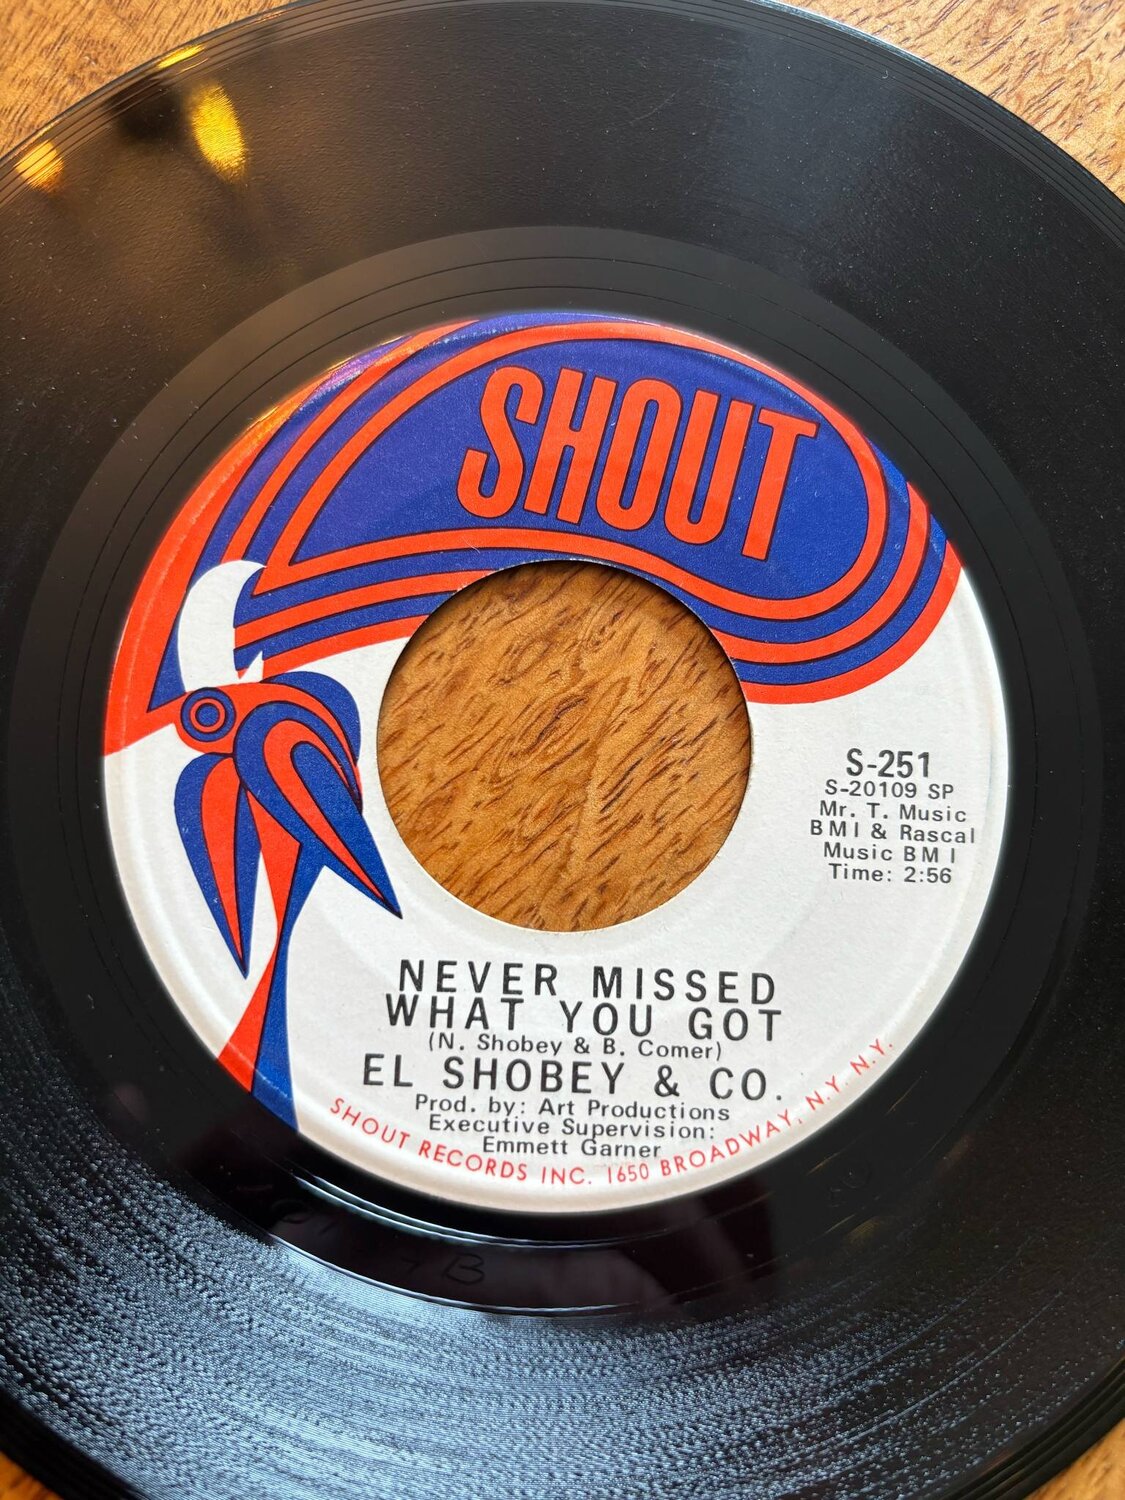 SHOUT
S-251
S-20109 SP
Mr. T. Music
BMI & Rascal
Music BMI
Time: 2:56
NEVER MISSED
WHAT YOU GOT
(N. Shobey & B. Comer)
EL SHOBEY & CO.
Prod. by: Art Productions
Executive Supervision:
Emmett Garner
SHOUT RECORDS INC. 1650 BROADWAY, N.Y. N.Y.